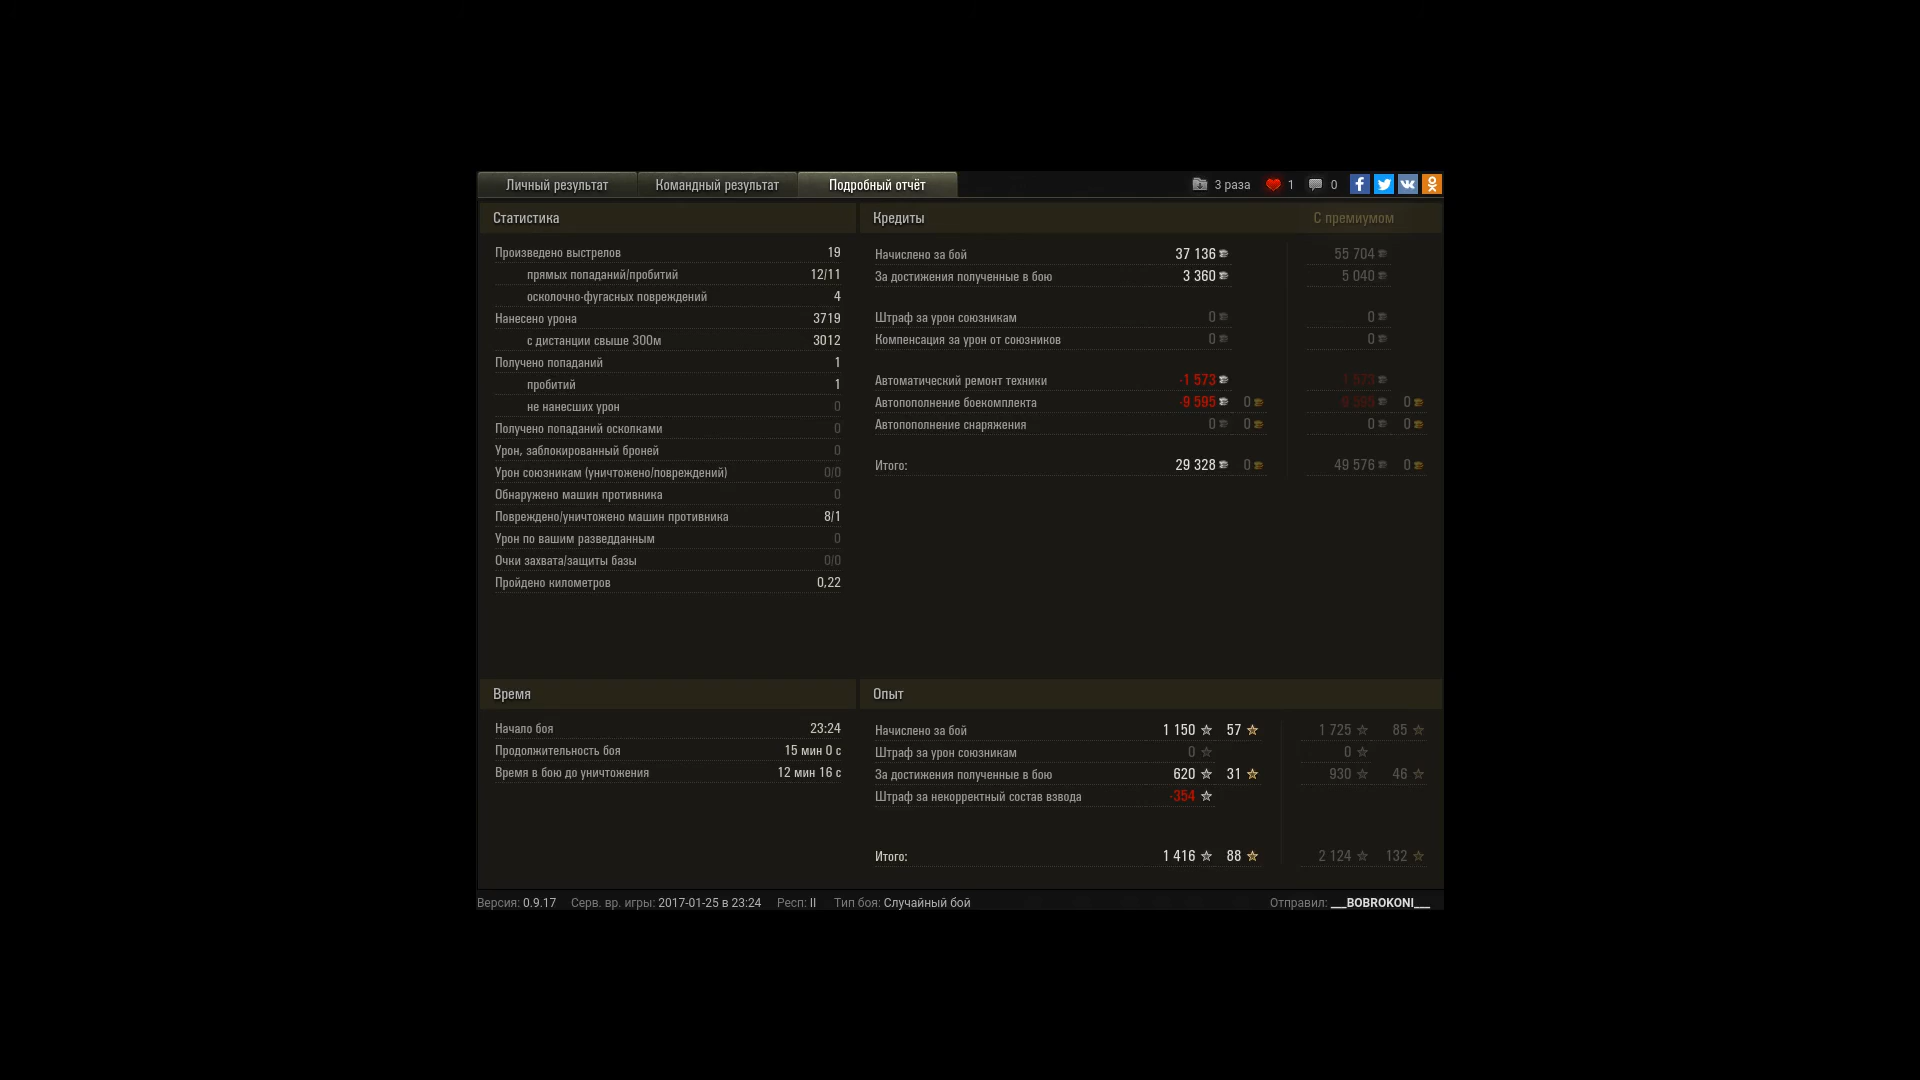 Личный результат Командный результат Подробный отчёт 3 раза 1 0
Статистика
Произведено выстрелов 19
прямых попаданий/пробитий 12/11
осколочно-фугасных повреждений 4
Нанесено урона 3719
с дистанции свыше 300м 3012
Получено попаданий 1
пробитий 1
не нанесших урон 0
Получено попаданий осколками 0
Урон, заблокированный броней 0
Урон союзникам (уничтожено/повреждений) 0/0
Обнаружено машин противника 0
Повреждено/уничтожено машин противника 8/1
Урон по вашим разведданным 0
Очки захвата/защиты базы 0/0
Пройдено километров 0,22
Кредиты С премиумом
Начислено за бой 37 136 55 704
За достижения полученные в бою 3 360 5 040
Штраф за урон союзникам 0 0
Компенсация за урон от союзников 0 0
Автоматический ремонт техники -1 573 -1 573
Автопополнение боекомплекта -9 595 0 -9 595 0
Автопополнение снаряжения 0 0 0 0
Итого: 29 328 0 49 576 0
Время
Начало боя 23:24
Продолжительность боя 15 мин 0 с
Время в бою до уничтожения 12 мин 16 с
Опыт
Начислено за бой 1 150 57 1 725 85
Штраф за урон союзникам 0 0
За достижения полученные в бою 620 31 930 46
Штраф за некорректный состав взвода -354
Итого: 1 416 88 2 124 132
Версия: 0.9.17 Серв. вр. игры: 2017-01-25 в 23:24 Респ: II Тип боя: Случайный бой Отправил: ___BOBROKONI___